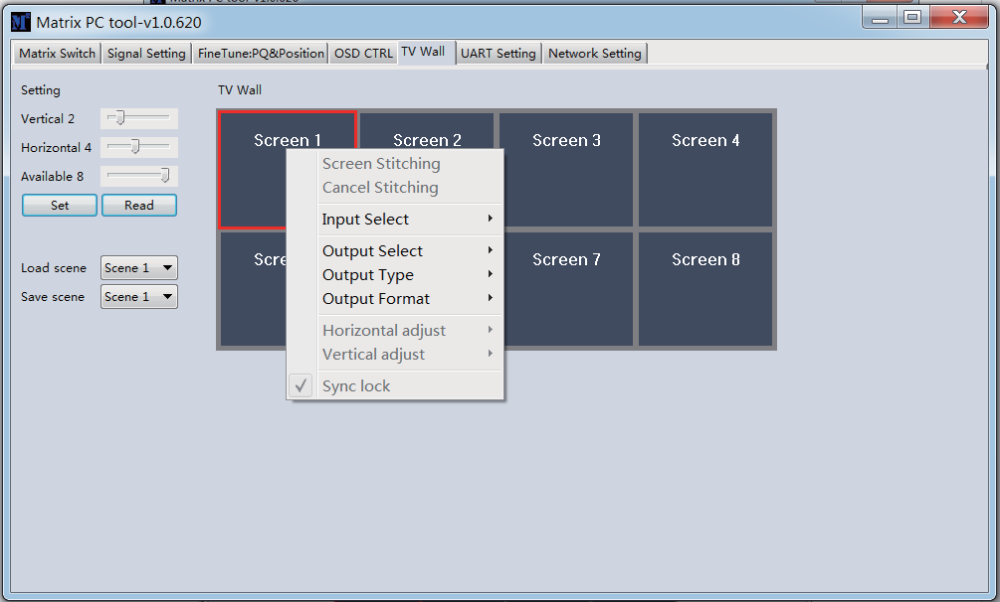 Matrix PC tool-v1.0.620
Matrix Switch
Signal Setting
FineTune:PQ&Position
OSD CTRL
TV Wall
UART Setting
Network Setting
Setting
TV Wall
Vertical 2
Horizontal 4
Available 8
Set
Read
Load scene
Scene 1
Save scene
Scene 1
Screen 1
Screen 2
Screen 3
Screen 4
Scre
Screen 7
Screen 8
Screen Stitching
Cancel Stitching
Input Select
Output Select
Output Type
Output Format
Horizontal adjust
Vertical adjust
Sync lock